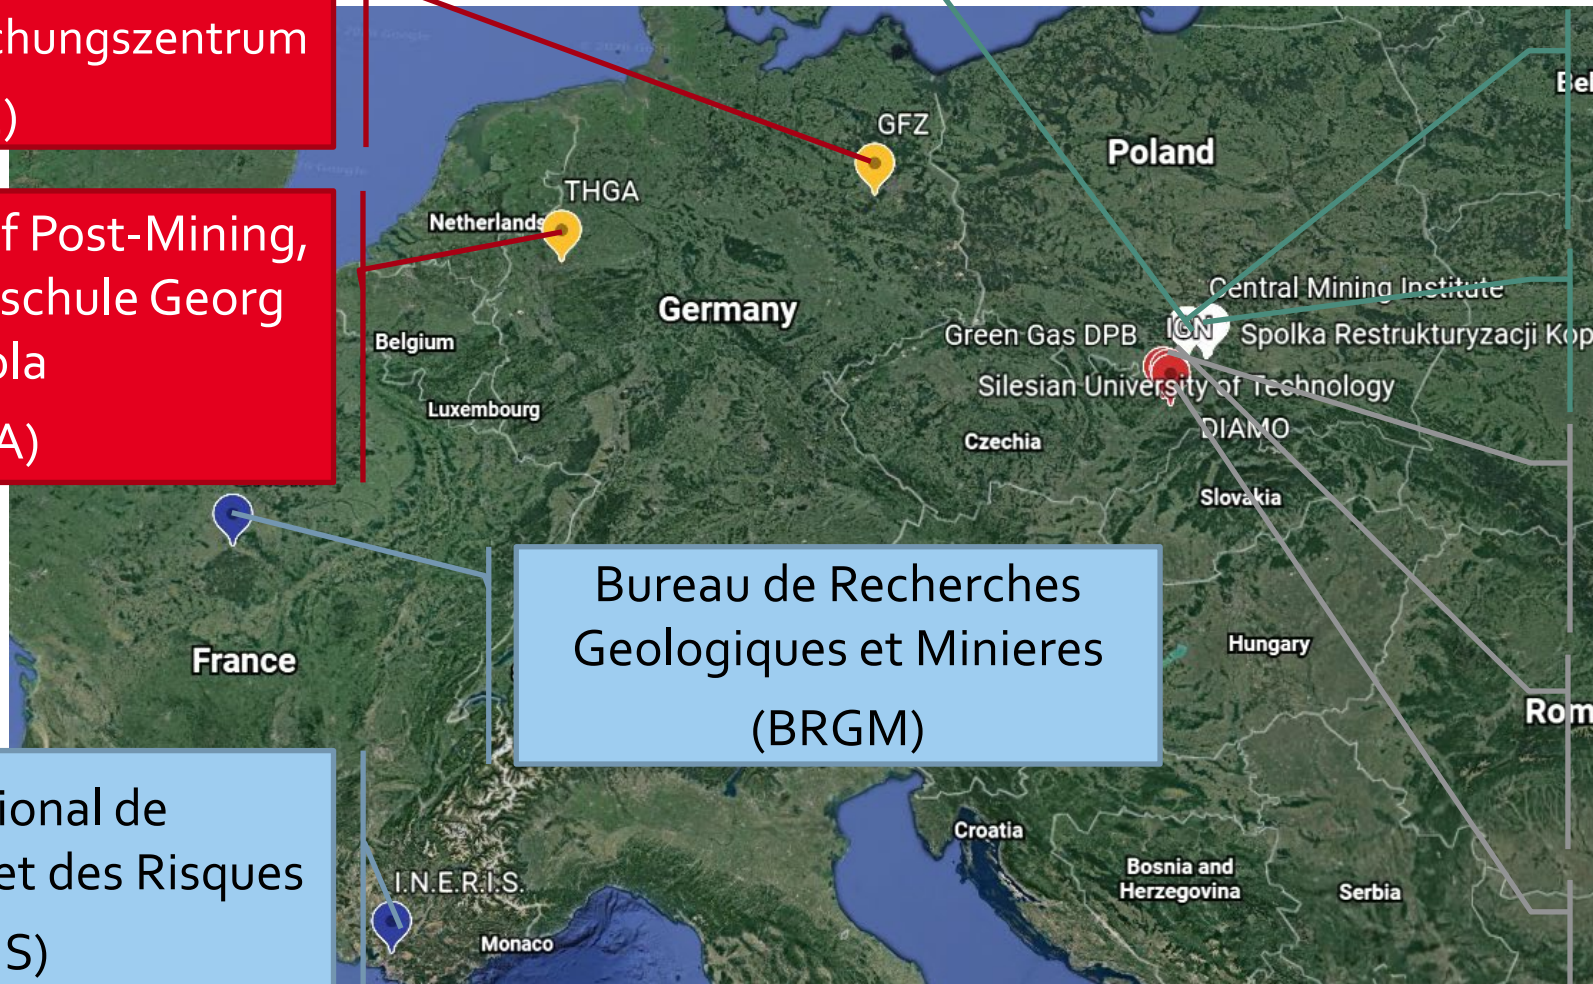 chungszentrum
)
f Post-Mining,
schule Georg
ola
A)
GFZ
Poland
Bel
THGA
Netherlands
Germany
Belgium
Luxembourg
Central Mining Institute
IGN
Green Gas DPB
Spolka Restrukturyzacji Kop
Silesian University of Technology
DIAMO
Czechia
Slovakia
France
Bureau de Recherches
Geologiques et Minieres
(BRGM)
Hungary
Rom
ional de
et des Risques
S)
I.N.E.R.I.S.
Monaco
Croatia
Bosnia and
Herzegovina
Serbia